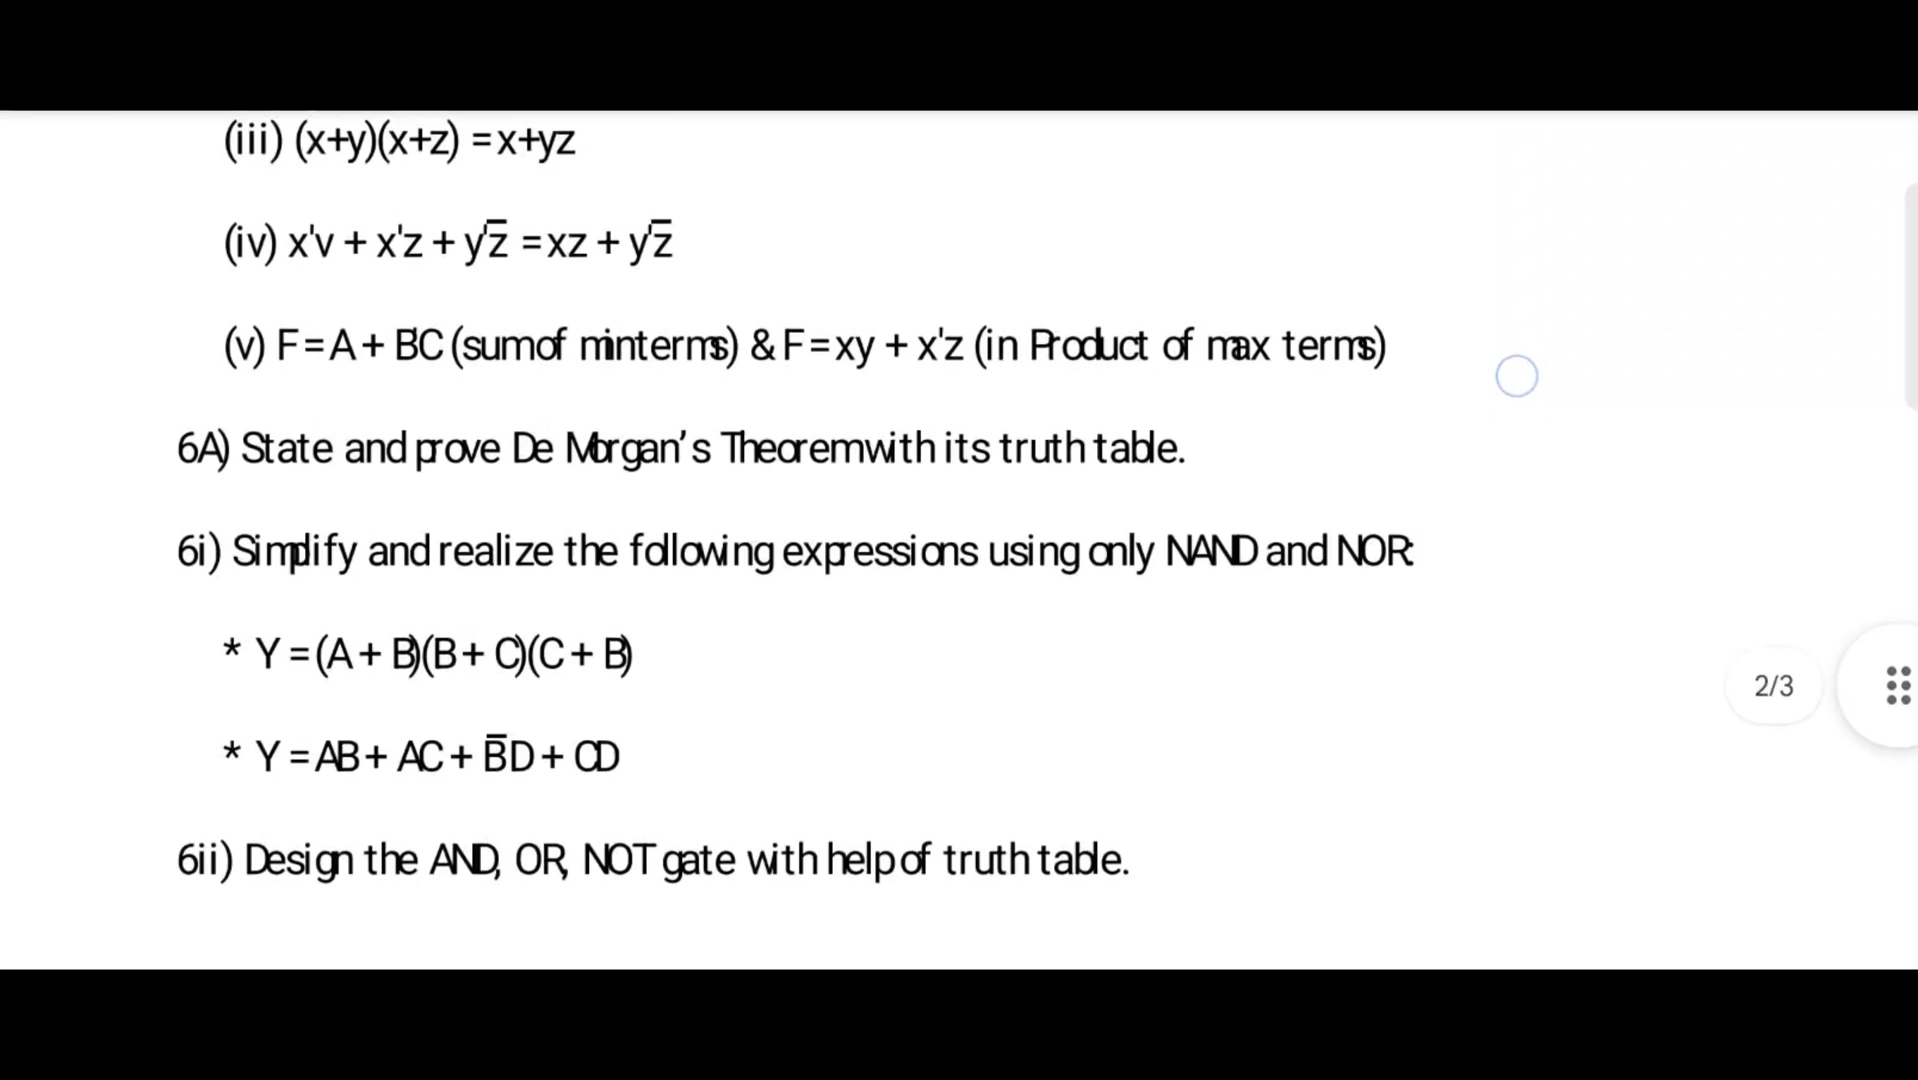 (iii) (x+y)(x+z) = x+yz
(iv) x'v + x'z + y'z̅ = xz + y'z̅
(v) F = A + B'C (sum of minterms) & F = xy + x'z (in Product of max terms)
6A) State and prove De Morgan's Theorem with its truth table.
6i) Simplify and realize the following expressions using only NAND and NOR:
* Y = (A + B)(B + C)(C + B)
2/3
* Y = AB + AC + B̅D + CD
6ii) Design the AND, OR, NOT gate with help of truth table.